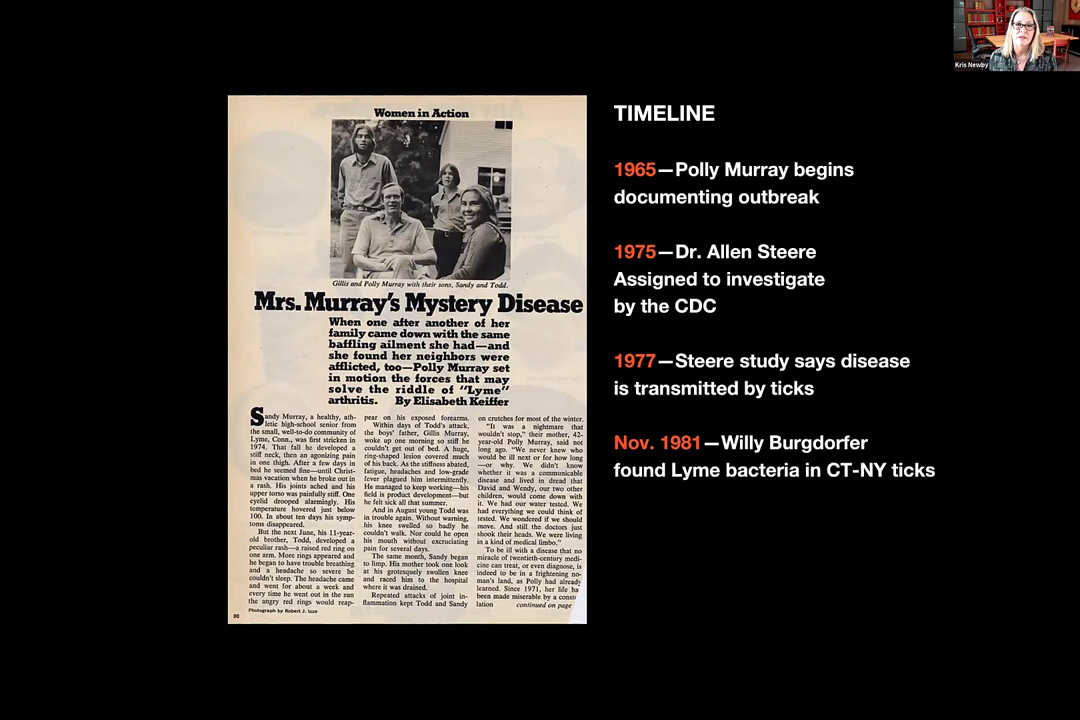 Kris Newby
Women in Action
Gillis and Polly Murray with their sons, Sandy and Todd.
Mrs. Murray's Mystery Disease
When one after another of her
family came down with the same
baffling ailment she had—and
she found her neighbors were
afflicted, too—Polly Murray set
in motion the forces that may
solve the riddle of "Lyme"
arthritis. By Elisabeth Keiffer
Sandy Murray, a healthy, ath-
letic high-school senior from
the small, well-to-do community of
Lyme, Conn., was first stricken in
1974. That fall he developed a
stiff neck, then an agonizing pain
in one thigh. After a few days in
bed he seemed fine—until Christ-
mas vacation when he broke out in
a rash. His joints ached and his
upper torso was painfully stiff. One
eyelid drooped alarmingly. His
temperature hovered just below
100. In about ten days his symp-
toms disappeared.
But the next June, his 11-year-
old brother, Todd, developed a
peculiar rash—a raised red ring on
one arm. More rings appeared and
he began to have trouble breathing
and a headache so severe he
couldn't sleep. The headache came
and went for about a week and
every time he went out in the sun
the angry red rings would reap-
pear on his exposed forearms.
Within days of Todd's attack,
the boys' father, Gillis Murray,
woke up one morning so stiff he
couldn't get out of bed. A huge,
ring-shaped lesion covered much
of his back. As the stiffness abated,
fatigue, headaches and low-grade
fever plagued him intermittently.
He managed to keep working—his
field is product development—but
he felt sick all that summer.
And in August young Todd was
in trouble again. Without warning,
his knee swelled so badly he
couldn't walk. Nor could he open
his mouth without excruciating
pain for several days.
The same month, Sandy began
to limp. His mother took one look
at his grotesquely swollen knee
and raced him to the hospital
where it was drained.
Repeated attacks of joint in-
flammation kept Todd and Sandy
on crutches for most of the winter.
"It was a nightmare that
wouldn't stop," their mother, 42-
year-old Polly Murray, said not
long ago. "We never knew who
would be ill next or for how long
—or why. We didn't know
whether it was a communicable
disease and lived in dread that
David and Wendy, our two other
children, would come down with
it. We had our water tested. We
had everything we could think of
tested. We wondered if we should
move. And still the doctors just
shook their heads. We were living
in a kind of medical limbo."
To be ill with a disease that no
miracle of twentieth-century medi-
cine can treat, or even diagnose, is
indeed to be in a frightening no-
man's land, as Polly had already
learned. Since 1971, her life ha
been made miserable by a const
lation continued on page
Photograph by Robert J. Izzo
80
TIMELINE
1965—Polly Murray begins
documenting outbreak
1975—Dr. Allen Steere
Assigned to investigate
by the CDC
1977—Steere study says disease
is transmitted by ticks
Nov. 1981—Willy Burgdorfer
found Lyme bacteria in CT-NY ticks